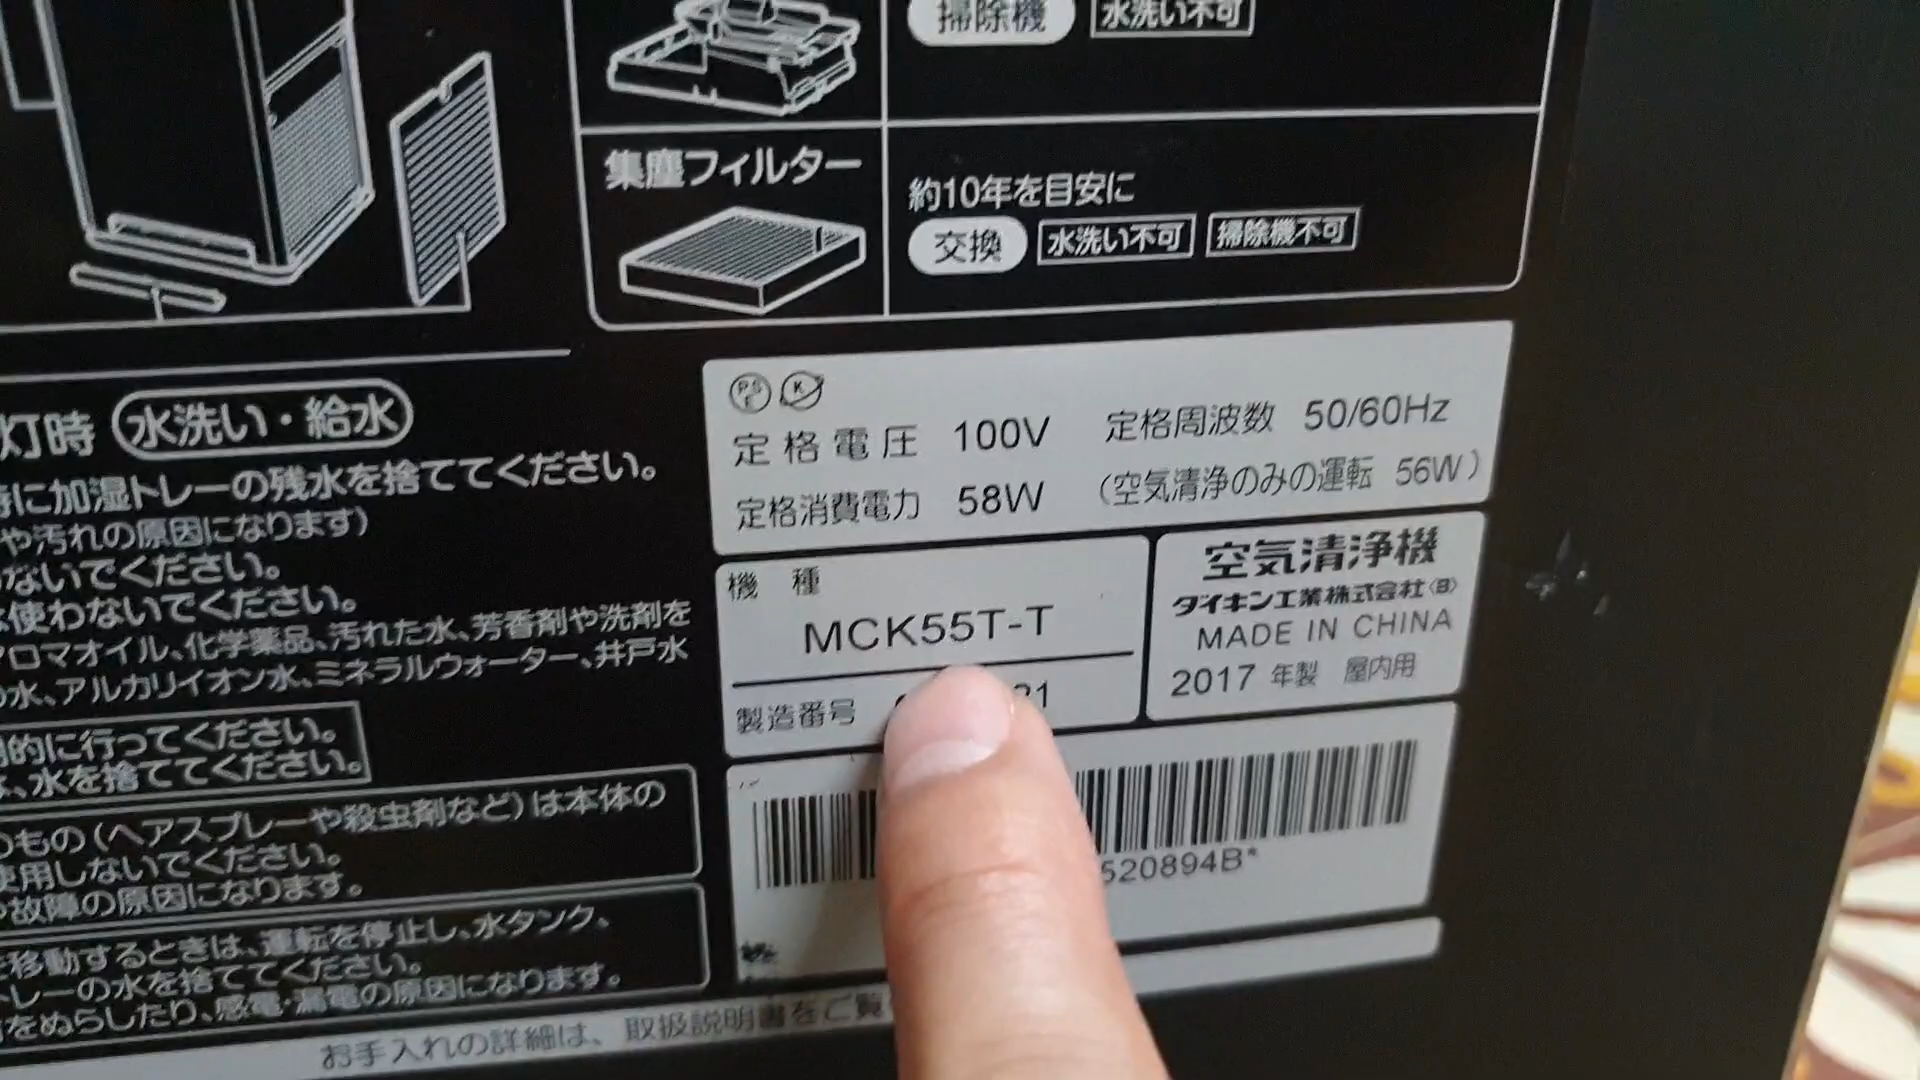 掃除機 水洗い不可
集塵フィルター
約10年を目安に
交換 水洗い不可 掃除機不可
灯時 水洗い・給水
時に加湿トレーの残水を捨ててください。
や汚れの原因になります)
ないでください。
使わないでください。
アロマオイル、化学薬品、汚れた水、芳香剤や洗剤を
水、アルカリイオン水、ミネラルウォーター、井戸水
的に行ってください。
、水を捨ててください。
のもの(ヘアスプレーや殺虫剤など)は本体の
使用しないでください。
故障の原因になります。
移動するときは、運転を停止し、水タンク、
トレーの水を捨ててください。
をぬらしたり、感電・漏電の原因になります。
お手入れの詳細は、取扱説明書をご覧
PS E K
定格電圧 100V 定格周波数 50/60Hz
定格消費電力 58W (空気清浄のみの運転 56W)
機種
MCK55T-T
製造番号 21
空気清浄機
ダイキン工業株式会社〈B〉
MADE IN CHINA
2017 年製 屋内用
520894B*